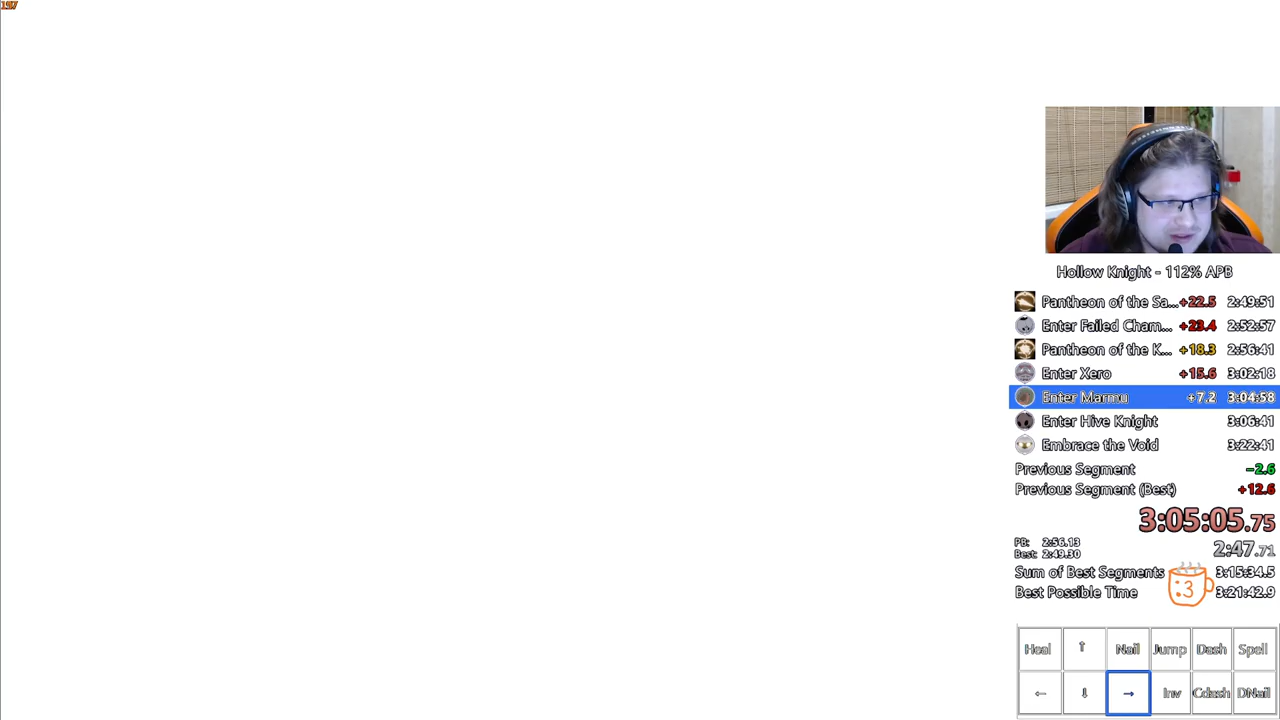 197
Hollow Knight - 112% APB
Pantheon of the Sa... +22.5 2:49:51
Enter Failed Cham... +23.4 2:52:57
Pantheon of the K... +18.3 2:56:41
Enter Xero +15.6 3:02:18
Enter Marmu +7.2 3:04:58
Enter Hive Knight 3:06:41
Embrace the Void 3:22:41
Previous Segment -2.6
Previous Segment (Best) +12.6
3:05:05.75
PB: 2:56.13
Best: 2:49.30
2:47.71
Sum of Best Segments 3:15:34.5
Best Possible Time 3:21:42.9
:3
Heal ↑ Nail Jump Dash Spell
← ↓ → Inv Cdash DNail